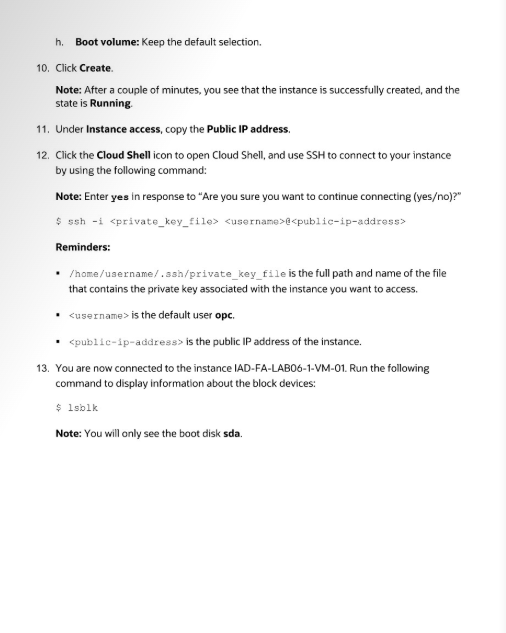 h. Boot volume: Keep the default selection.
10. Click Create.
Note: After a couple of minutes, you see that the instance is successfully created, and the
state is Running.
11. Under Instance access, copy the Public IP address.
12. Click the Cloud Shell icon to open Cloud Shell, and use SSH to connect to your instance
by using the following command:
Note: Enter yes in response to “Are you sure you want to continue connecting (yes/no)?”
$ ssh -i <private_key_file> <username>@<public-ip-address>
Reminders:
▪ /home/username/.ssh/private_key_file is the full path and name of the file
that contains the private key associated with the instance you want to access.
▪ <username> is the default user opc.
▪ <public-ip-address> is the public IP address of the instance.
13. You are now connected to the instance IAD-FA-LAB06-1-VM-01. Run the following
command to display information about the block devices:
$ lsblk
Note: You will only see the boot disk sda.